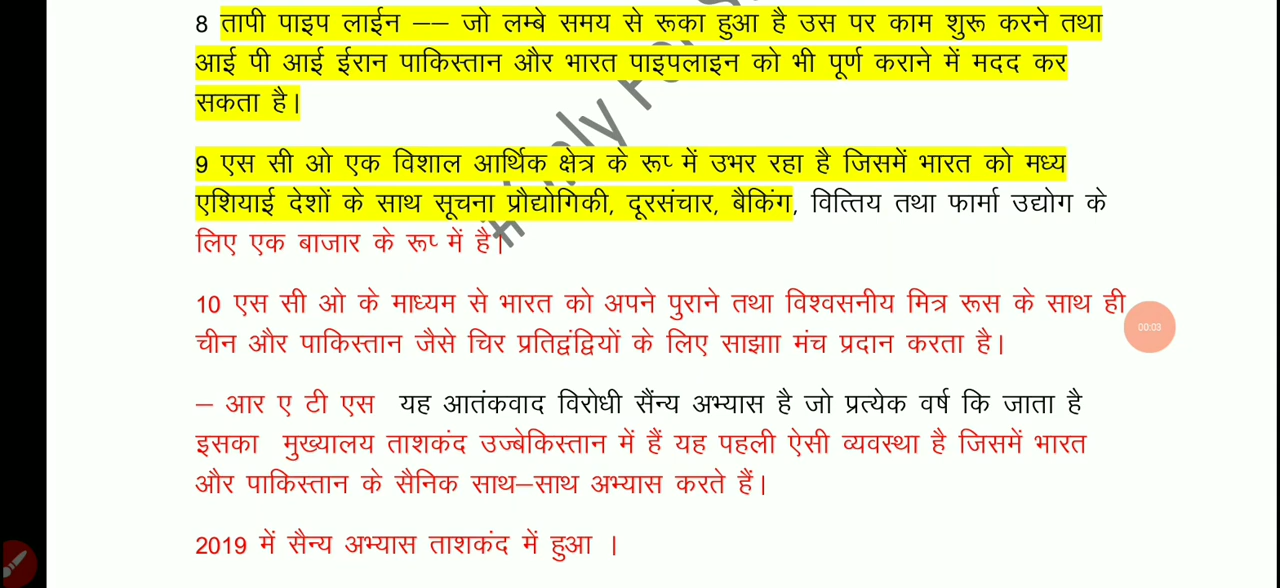 8 तापी पाइप लाईन –– जो लम्बे समय से रूका हुआ है उस पर काम शुरू करने तथा
आई पी आई ईरान पाकिस्तान और भारत पाइपलाइन को भी पूर्ण कराने में मदद कर
सकता है।
9 एस सी ओ एक विशाल आर्थिक क्षेत्र के रूप् में उभर रहा है जिसमें भारत को मध्य
एशियाई देशों के साथ सूचना प्रौद्योगिकी, दूरसंचार, बैकिंग, वित्तिय तथा फार्मा उद्योग के
लिए एक बाजार के रूप् में है।
10 एस सी ओ के माध्यम से भारत को अपने पुराने तथा विश्वसनीय मित्र रूस के साथ ही
चीन और पाकिस्तान जैसे चिर प्रतिद्वंद्वियों के लिए साझाा मंच प्रदान करता है।
– आर ए टी एस यह आतंकवाद विरोधी सैंन्य अभ्यास है जो प्रत्येक वर्ष कि जाता है
इसका मुख्यालय ताशकंद उज्बेकिस्तान में हैं यह पहली ऐसी व्यवस्था है जिसमें भारत
और पाकिस्तान के सैनिक साथ–साथ अभ्यास करते हैं।
2019 में सैन्य अभ्यास ताशकंद में हुआ ।
00:03